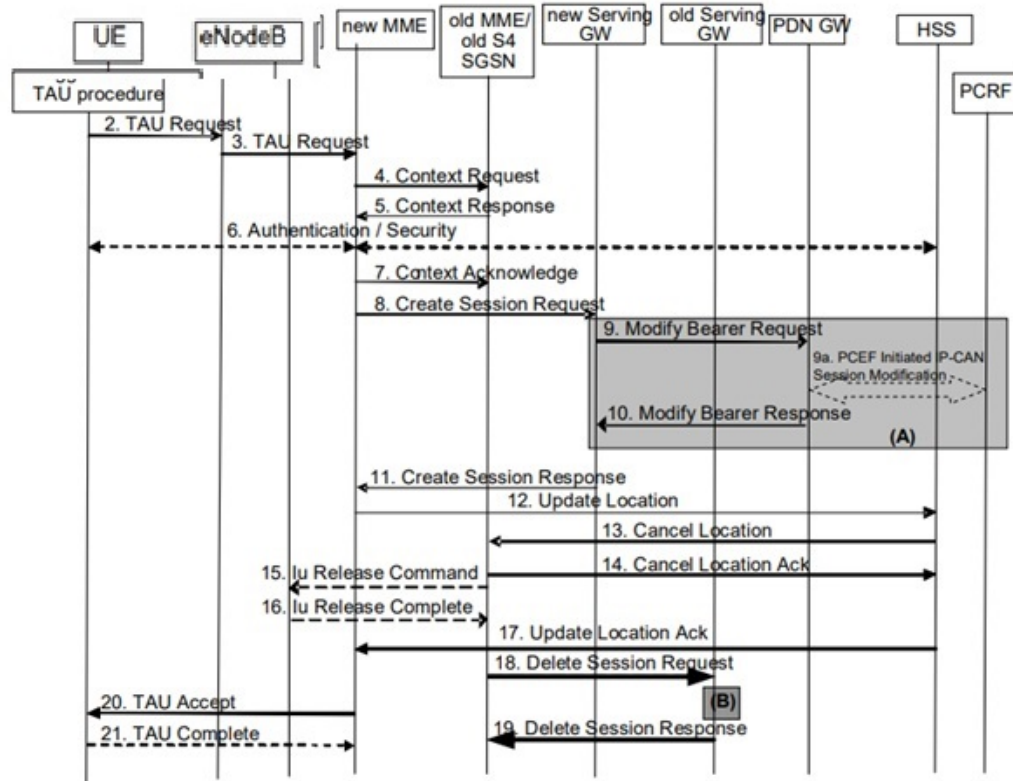 UE
eNodeB
new MME
old MME/
old S4
SGSN
new Serving
GW
old Serving
GW
PDN GW
HSS
PCRF
TAU procedure
2. TAU Request
3. TAU Request
4. Context Request
5. Context Response
6. Authentication / Security
7. Context Acknowledge
8. Create Session Request
9. Modify Bearer Request
9a. PCEF Initiated IP-CAN
Session Modification
10. Modify Bearer Response
(A)
11. Create Session Response
12. Update Location
13. Cancel Location
14. Cancel Location Ack
15. Iu Release Command
16. Iu Release Complete
17. Update Location Ack
18. Delete Session Request
(B)
19. Delete Session Response
20. TAU Accept
21. TAU Complete